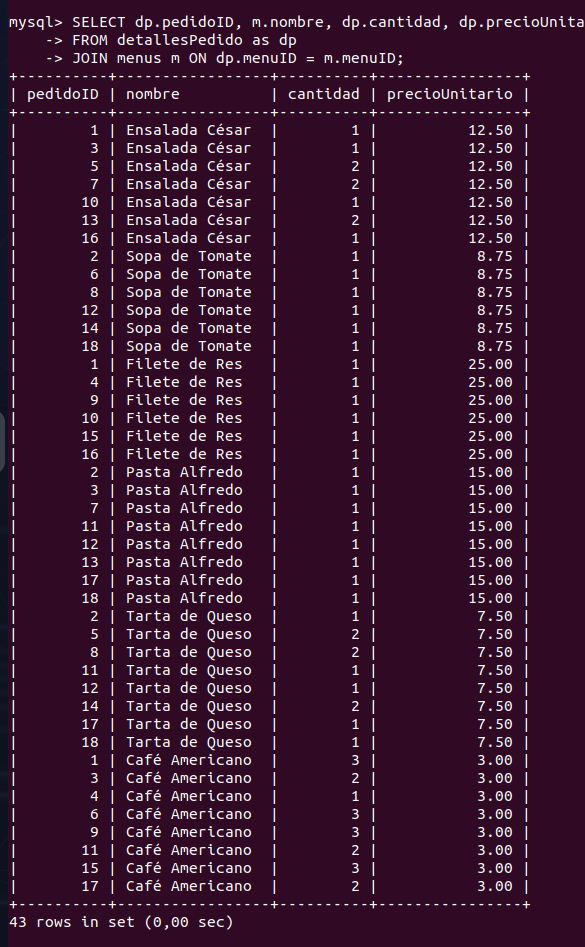 mysql> SELECT dp.pedidoID, m.nombre, dp.cantidad, dp.precioUnita
    -> FROM detallesPedido as dp
    -> JOIN menus m ON dp.menuID = m.menuID;
+----------+-----------------+----------+----------------+
| pedidoID | nombre          | cantidad | precioUnitario |
+----------+-----------------+----------+----------------+
|        1 | Ensalada César  |        1 |          12.50 |
|        3 | Ensalada César  |        1 |          12.50 |
|        5 | Ensalada César  |        2 |          12.50 |
|        7 | Ensalada César  |        2 |          12.50 |
|       10 | Ensalada César  |        1 |          12.50 |
|       13 | Ensalada César  |        2 |          12.50 |
|       16 | Ensalada César  |        1 |          12.50 |
|        2 | Sopa de Tomate  |        1 |           8.75 |
|        6 | Sopa de Tomate  |        1 |           8.75 |
|        8 | Sopa de Tomate  |        1 |           8.75 |
|       12 | Sopa de Tomate  |        1 |           8.75 |
|       14 | Sopa de Tomate  |        1 |           8.75 |
|       18 | Sopa de Tomate  |        1 |           8.75 |
|        1 | Filete de Res   |        1 |          25.00 |
|        4 | Filete de Res   |        1 |          25.00 |
|        9 | Filete de Res   |        1 |          25.00 |
|       10 | Filete de Res   |        1 |          25.00 |
|       15 | Filete de Res   |        1 |          25.00 |
|       16 | Filete de Res   |        1 |          25.00 |
|        2 | Pasta Alfredo   |        1 |          15.00 |
|        3 | Pasta Alfredo   |        1 |          15.00 |
|        7 | Pasta Alfredo   |        1 |          15.00 |
|       11 | Pasta Alfredo   |        1 |          15.00 |
|       12 | Pasta Alfredo   |        1 |          15.00 |
|       13 | Pasta Alfredo   |        1 |          15.00 |
|       17 | Pasta Alfredo   |        1 |          15.00 |
|       18 | Pasta Alfredo   |        1 |          15.00 |
|        2 | Tarta de Queso  |        1 |           7.50 |
|        5 | Tarta de Queso  |        2 |           7.50 |
|        8 | Tarta de Queso  |        2 |           7.50 |
|       11 | Tarta de Queso  |        1 |           7.50 |
|       12 | Tarta de Queso  |        1 |           7.50 |
|       14 | Tarta de Queso  |        2 |           7.50 |
|       17 | Tarta de Queso  |        1 |           7.50 |
|       18 | Tarta de Queso  |        1 |           7.50 |
|        1 | Café Americano  |        3 |           3.00 |
|        3 | Café Americano  |        2 |           3.00 |
|        4 | Café Americano  |        1 |           3.00 |
|        6 | Café Americano  |        3 |           3.00 |
|        9 | Café Americano  |        3 |           3.00 |
|       11 | Café Americano  |        2 |           3.00 |
|       15 | Café Americano  |        3 |           3.00 |
|       17 | Café Americano  |        2 |           3.00 |
+----------+-----------------+----------+----------------+
43 rows in set (0,00 sec)